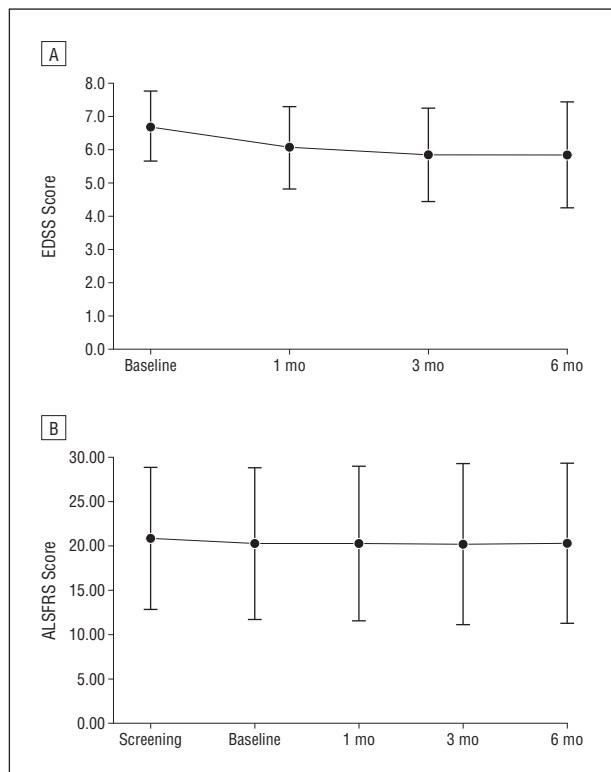 A
8.0
7.0
6.0
5.0
4.0
3.0
2.0
1.0
0.0
EDSS Score
Baseline 1 mo 3 mo 6 mo
B
30.00
25.00
20.00
15.00
10.00
5.00
0.00
ALSFRS Score
Screening Baseline 1 mo 3 mo 6 mo